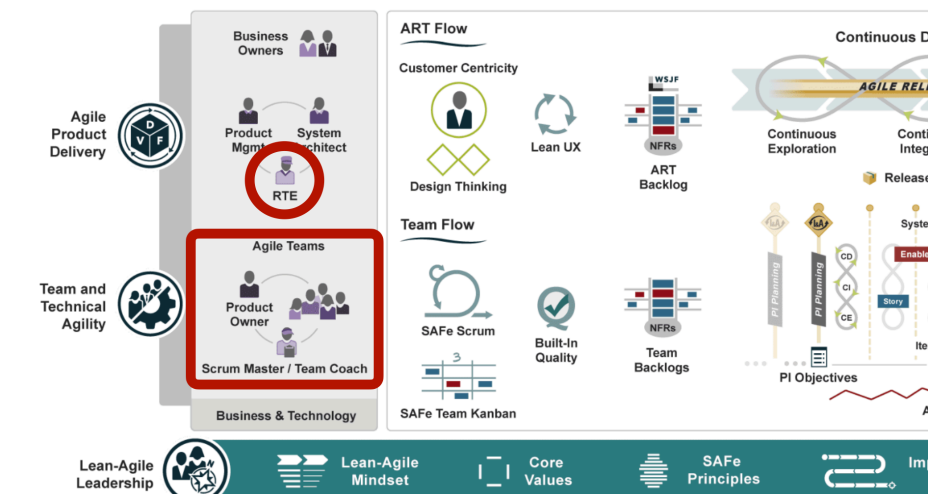 Agile
Product
Delivery
D
V
F
Team and
Technical
Agility
Business
Owners
Product
Mgmt
System
Architect
RTE
Agile Teams
Product
Owner
Scrum Master / Team Coach
Business & Technology
ART Flow
Customer Centricity
Design Thinking
Lean UX
WSJF
NFRs
ART
Backlog
Team Flow
SAFe Scrum
3
SAFe Team Kanban
Built-In
Quality
NFRs
Team
Backlogs
Continuous D
AGILE REL
Continuous
Exploration
Conti
Integ
Release
PI Planning
PI Planning
CD
CI
CE
Syste
Enable
Story
Ite
PI Objectives
A
Lean-Agile
Leadership
Lean-Agile
Mindset
Core
Values
SAFe
Principles
Imp